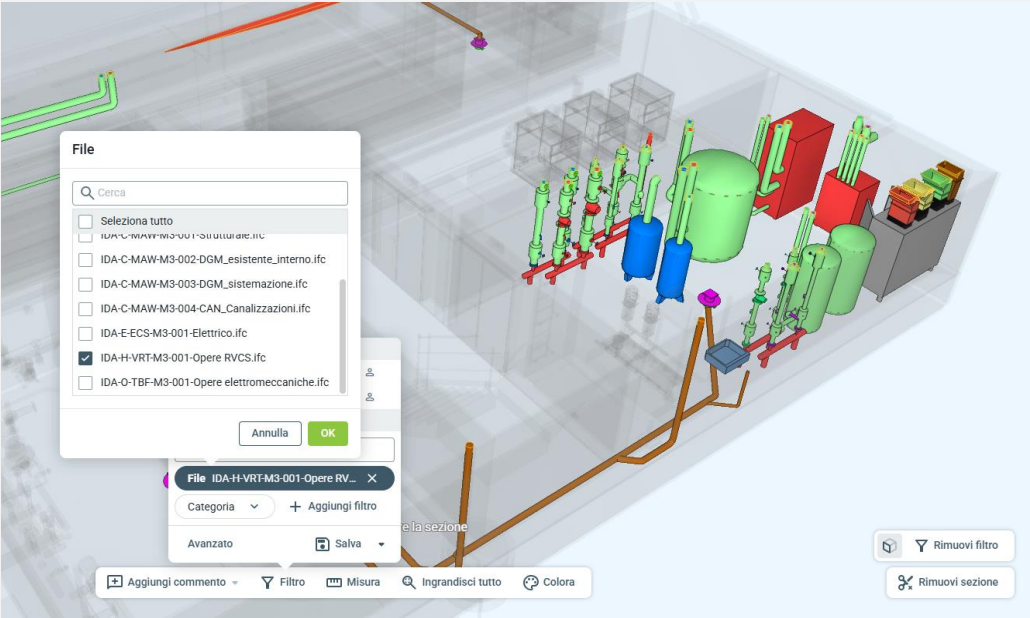 File
Cerca
Seleziona tutto
IDA-C-MAW-M3-001-Strutturale.ifc
IDA-C-MAW-M3-002-DGM_esistente_interno.ifc
IDA-C-MAW-M3-003-DGM_sistemazione.ifc
IDA-C-MAW-M3-004-CAN_Canalizzazioni.ifc
IDA-E-ECS-M3-001-Elettrico.ifc
IDA-H-VRT-M3-001-Opere RVCS.ifc
IDA-O-TBF-M3-001-Opere elettromeccaniche.ifc
Annulla OK
File IDA-H-VRT-M3-001-Opere RV...
Categoria Aggiungi filtro
la sezione
Avanzato Salva
Rimuovi filtro
Aggiungi commento Filtro Misura Ingrandisci tutto Colora
Rimuovi sezione